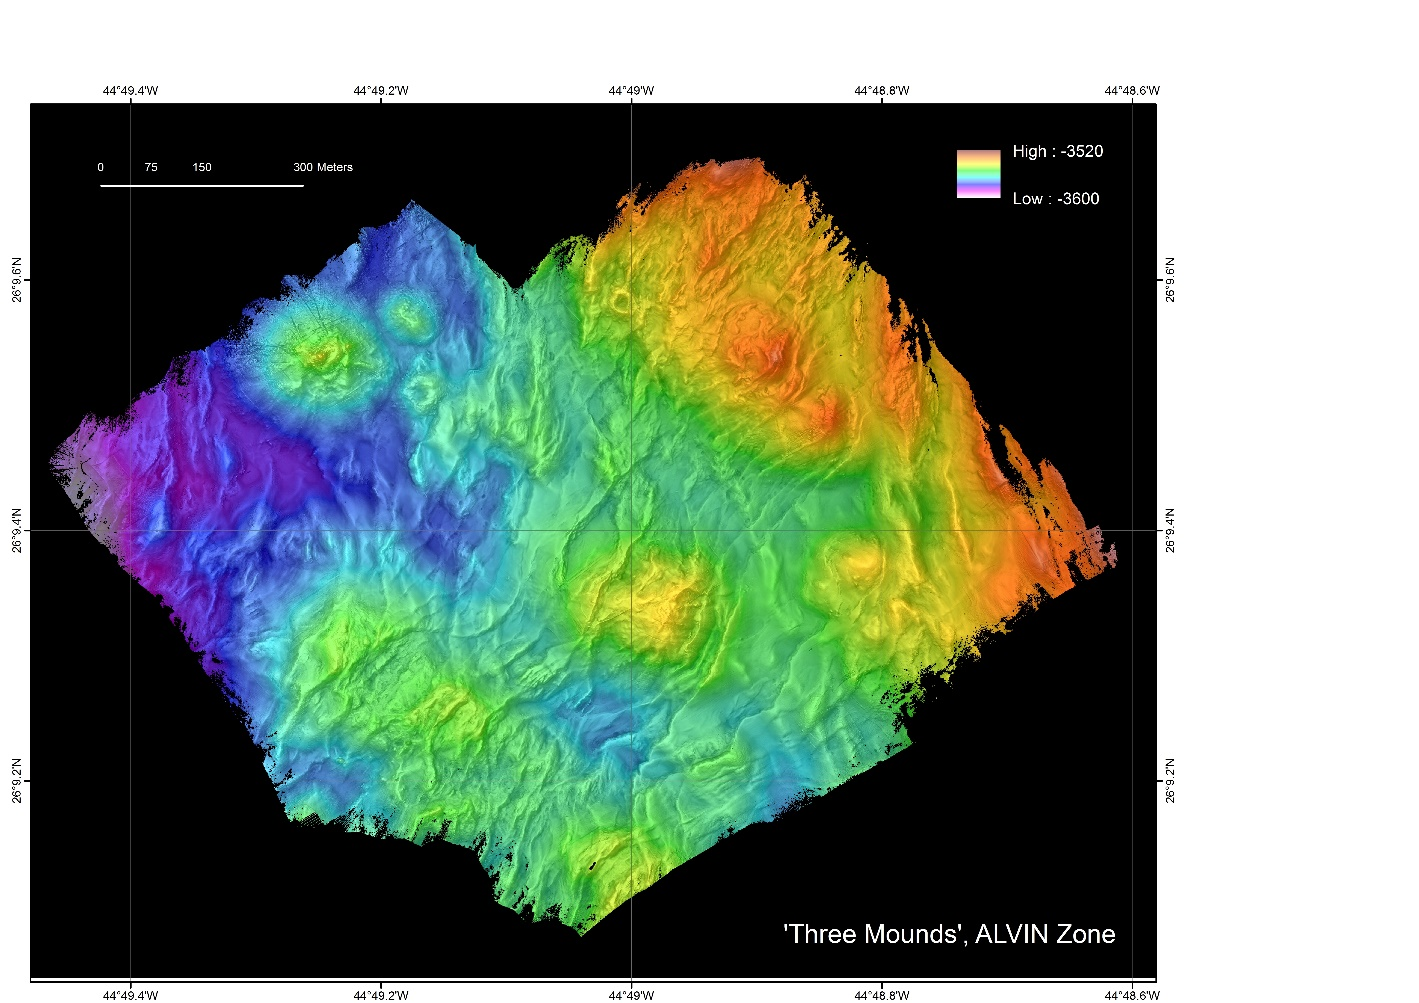 44°49.4'W 44°49.2'W 44°49'W 44°48.8'W 44°48.6'W
0 75 150 300 Meters
High : -3520
Low : -3600
26°9.6'N 26°9.6'N
26°9.4'N 26°9.4'N
26°9.2'N 26°9.2'N
'Three Mounds', ALVIN Zone
44°49.4'W 44°49.2'W 44°49'W 44°48.8'W 44°48.6'W